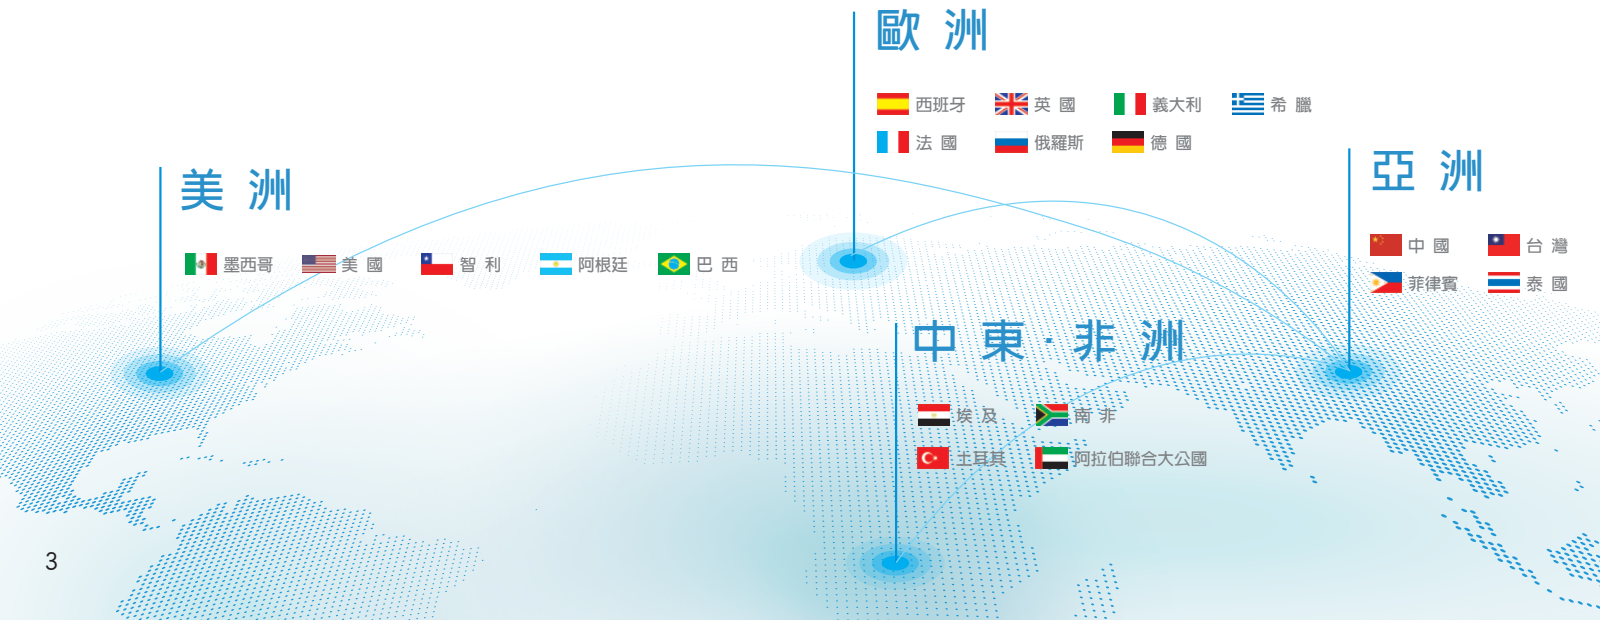 歐洲
西班牙 英國 義大利 希臘
法國 俄羅斯 德國
美洲
墨西哥 美國 智利 阿根廷 巴西
亞洲
中國 台灣
菲律賓 泰國
中東·非洲
埃及 南非
土耳其 阿拉伯聯合大公國
3